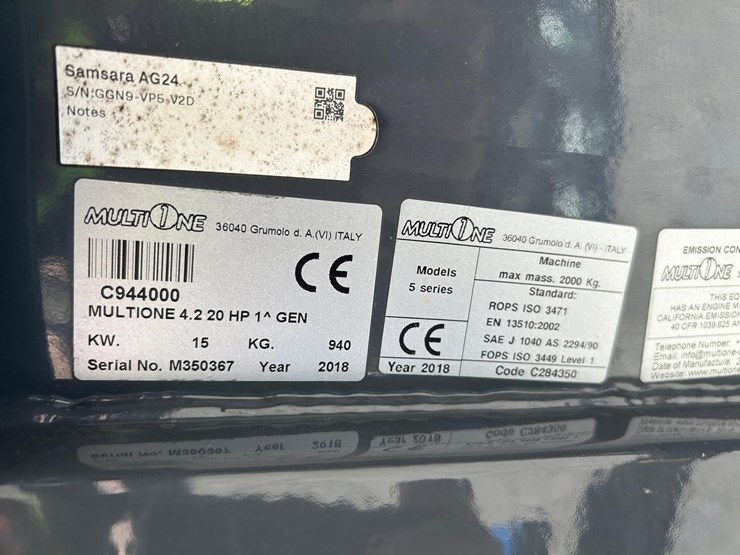 Samsara AG24
S/N:GGN9-VP5-V2D
Notes
MULTIONE 36040 Grumolo d. A.(VI) ITALY
CE
C944000
MULTIONE 4.2 20 HP 1^ GEN
KW. 15 KG. 940
Serial No. M350367 Year 2018
MULTIONE 36040 Grumolo d. A. (VI) - ITALY
Models
5 series
CE
Year 2018
Machine
max mass. 2000 Kg.
Standard:
ROPS ISO 3471
EN 13510:2002
SAE J 1040 AS 2294/90
FOPS ISO 3449 Level 1
Code C284350
EMISSION CON
MULTIONE
THIS EQ
HAS AN ENGINE M
CALIFORNIA EMISSION
40 CFR 1039.625 AN
Telephone Number: +
Email: info@multione-
Date of Manufacture: 2
Website: www.multione